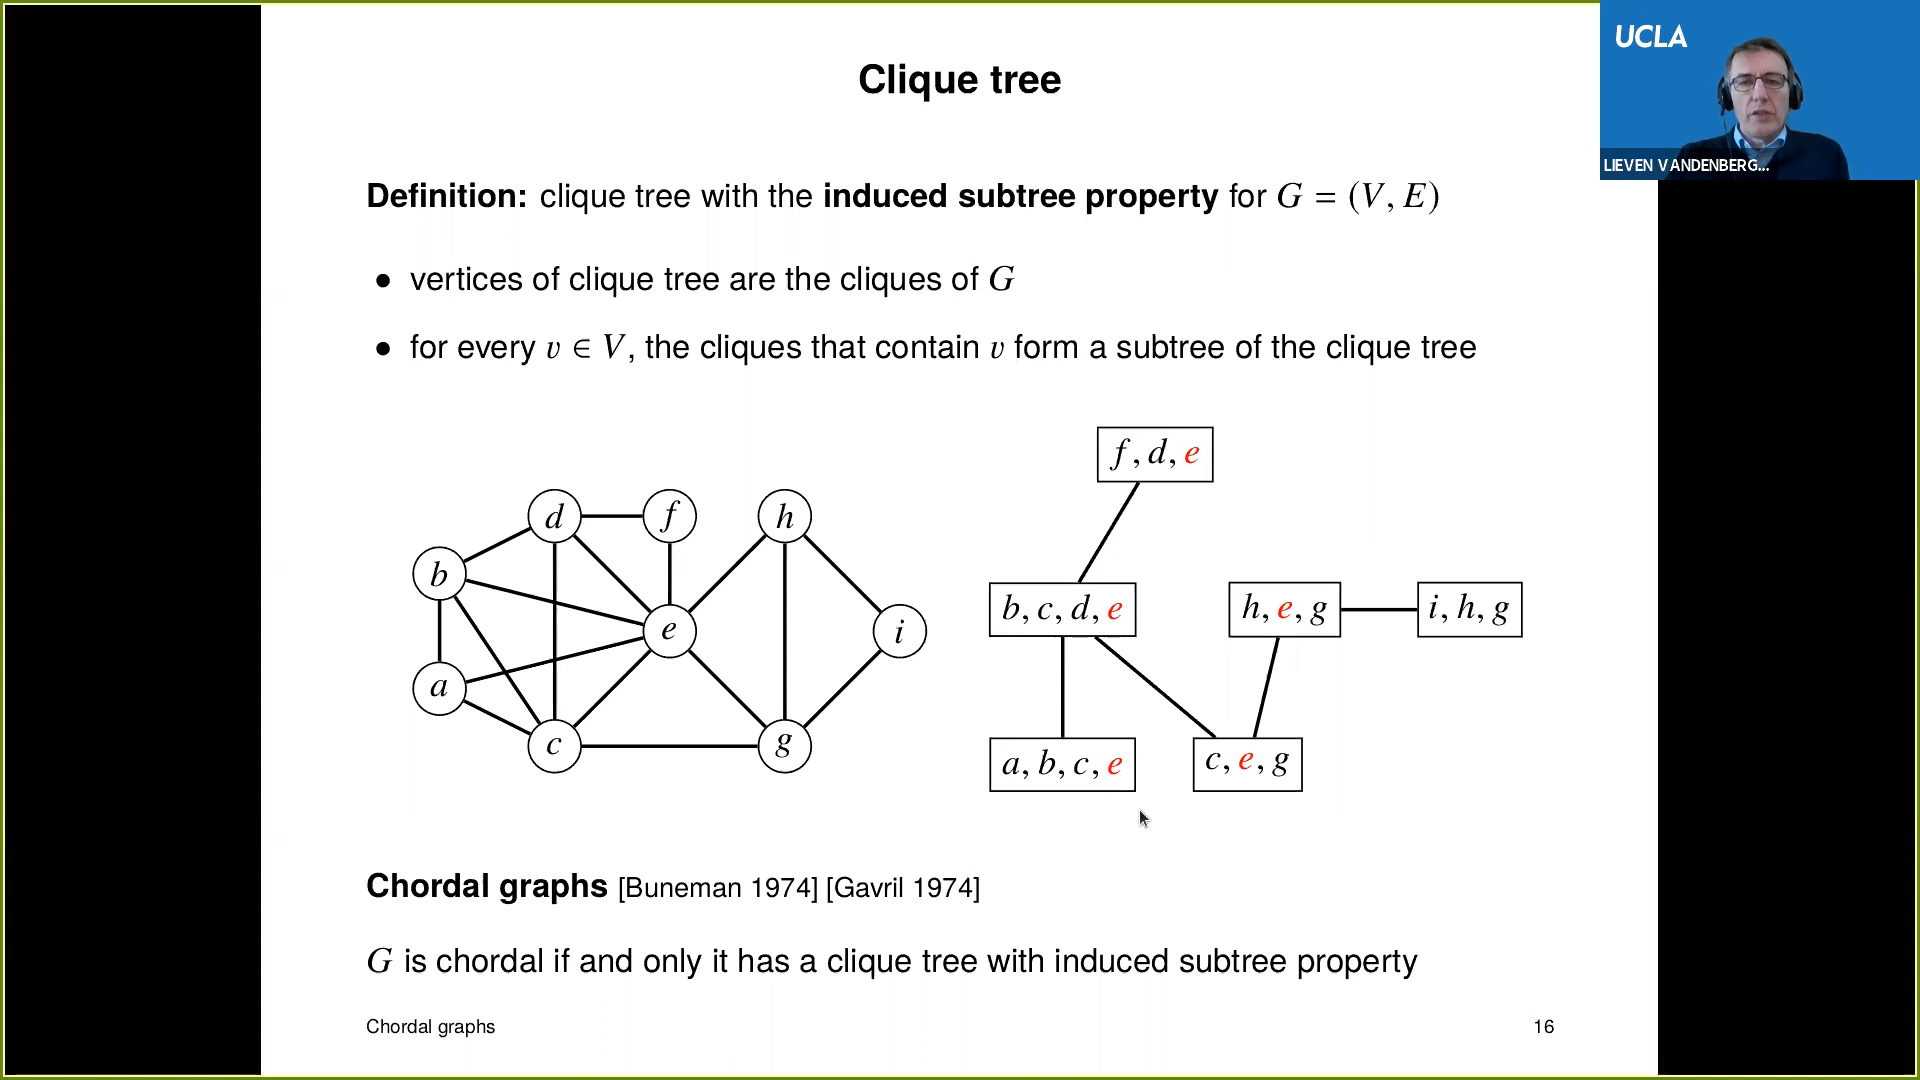 Clique tree
UCLA
LIEVEN VANDENBERG...
Definition: clique tree with the induced subtree property for G = (V, E)
• vertices of clique tree are the cliques of G
• for every v ∈ V, the cliques that contain v form a subtree of the clique tree
f, d, e
d f h
b
b, c, d, e h, e, g i, h, g
e i
a
c g
a, b, c, e c, e, g
Chordal graphs [Buneman 1974] [Gavril 1974]
G is chordal if and only it has a clique tree with induced subtree property
Chordal graphs 16